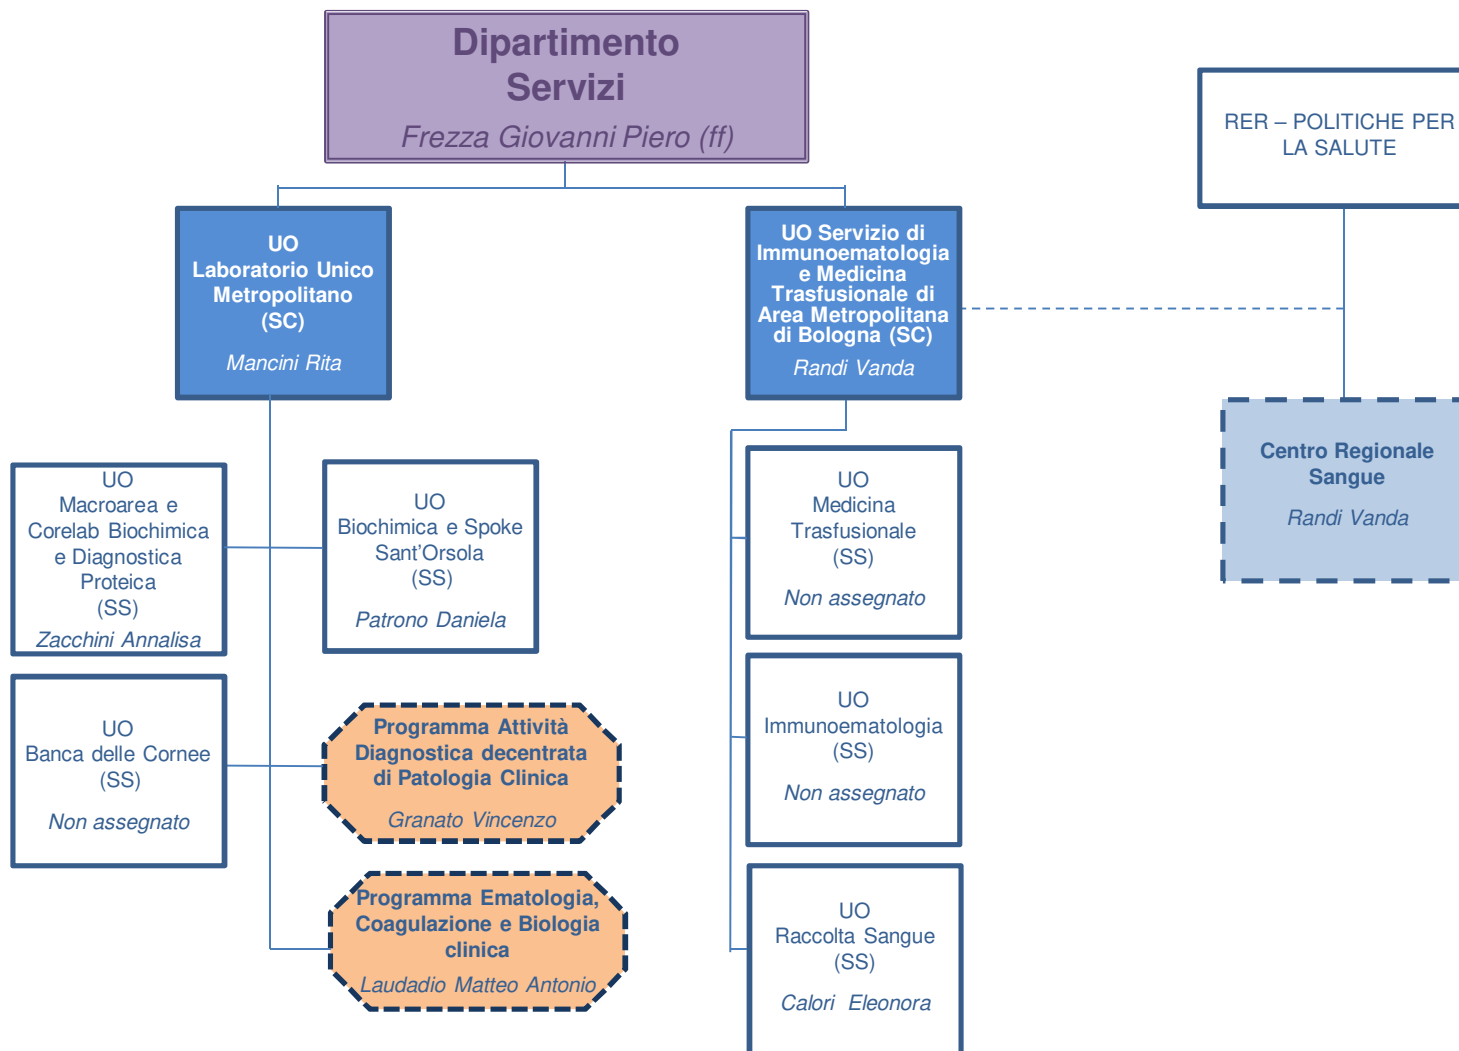 Dipartimento
Servizi
Frezza Giovanni Piero (ff)
RER – POLITICHE PER
LA SALUTE
UO
Laboratorio Unico
Metropolitano
(SC)
Mancini Rita
UO Servizio di
Immunoematologia
e Medicina
Trasfusionale di
Area Metropolitana
di Bologna (SC)
Randi Vanda
Centro Regionale
Sangue
Randi Vanda
UO
Macroarea e
Corelab Biochimica
e Diagnostica
Proteica
(SS)
Zacchini Annalisa
UO
Biochimica e Spoke
Sant'Orsola
(SS)
Patrono Daniela
UO
Medicina
Trasfusionale
(SS)
Non assegnato
UO
Banca delle Cornee
(SS)
Non assegnato
Programma Attività
Diagnostica decentrata
di Patologia Clinica
Granato Vincenzo
UO
Immunoematologia
(SS)
Non assegnato
Programma Ematologia,
Coagulazione e Biologia
clinica
Laudadio Matteo Antonio
UO
Raccolta Sangue
(SS)
Calori Eleonora